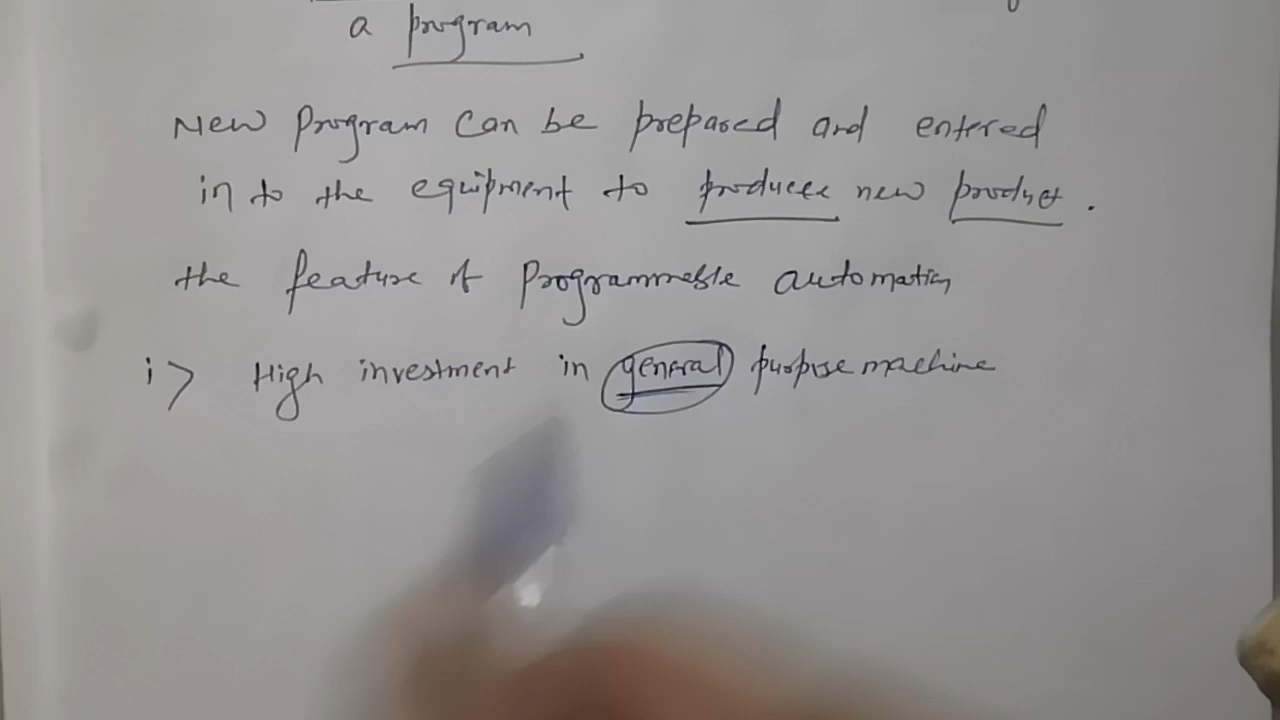 a program
New Program can be prepared and entered
in to the equipment to produce new product.
the feature of Programmable automation
i> High investment in general purpose machine